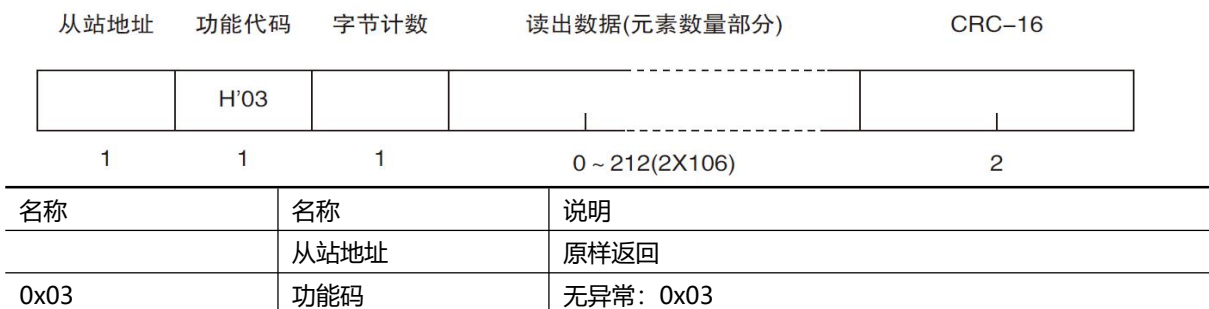 从站地址 功能代码 字节计数 读出数据(元素数量部分) CRC-16
H'03
1 1 1 0~212(2X106) 2
名称 名称 说明
从站地址 原样返回
0x03 功能码 无异常：0x03